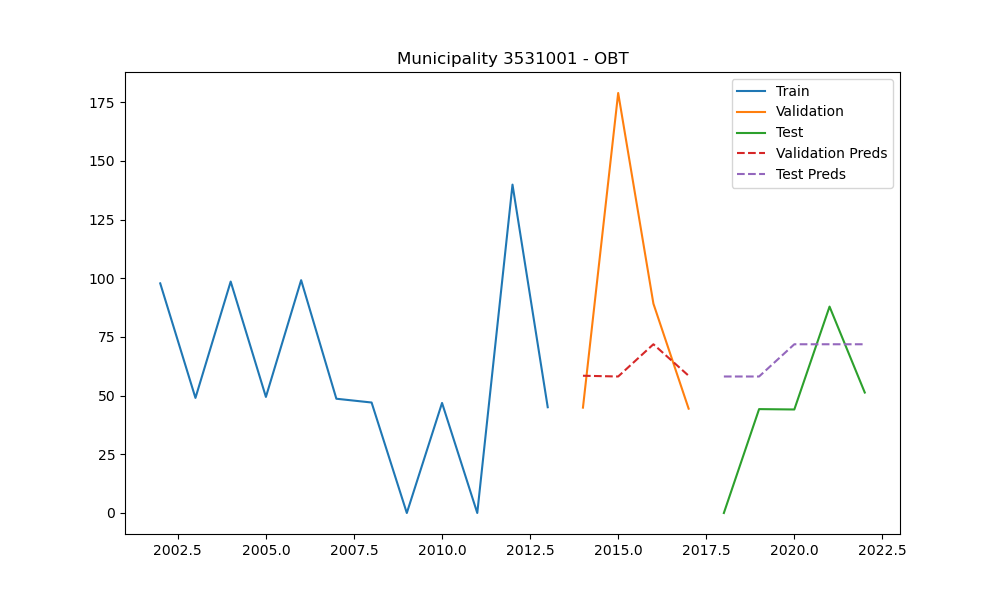 Municipality 3531001 - OBT
Train
Validation
Test
Validation Preds
Test Preds
175
150
125
100
75
50
25
0
2002.5 2005.0 2007.5 2010.0 2012.5 2015.0 2017.5 2020.0 2022.5